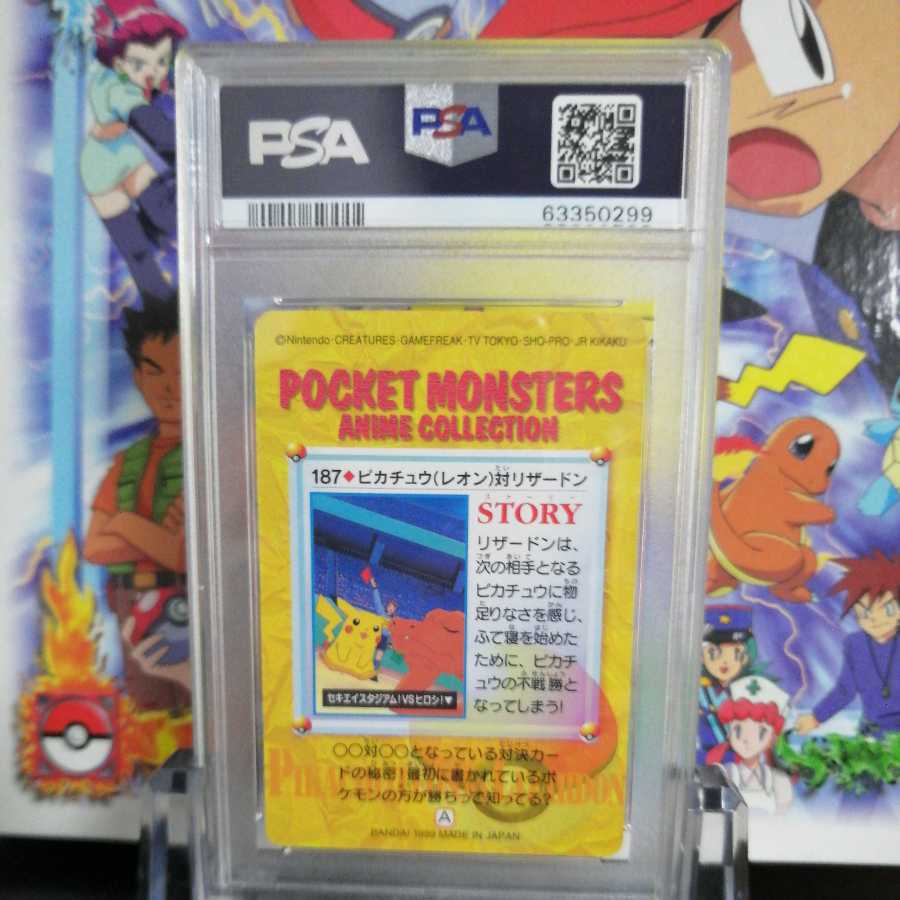 PSA
PSA
63350299
©Nintendo・CREATURES・GAMEFREAK・TV TOKYO・SHO-PRO・JR KIKAKU
POCKET MONSTERS
ANIME COLLECTION
187◆ピカチュウ(レオン)対リザードン
STORY
リザードンは、
次の相手となる
ピカチュウに物
足りなさを感じ、
ふて寝を始めた
ために、ピカチ
ュウの不戦勝と
なってしまう!
セキエイスタジアム!VSヒロシ!▼
〇〇対〇〇となっている対決カー
ドの秘密!最初に書かれているポ
ケモンの方が勝ちって知ってる?
A
BANDAI 1999 MADE IN JAPAN